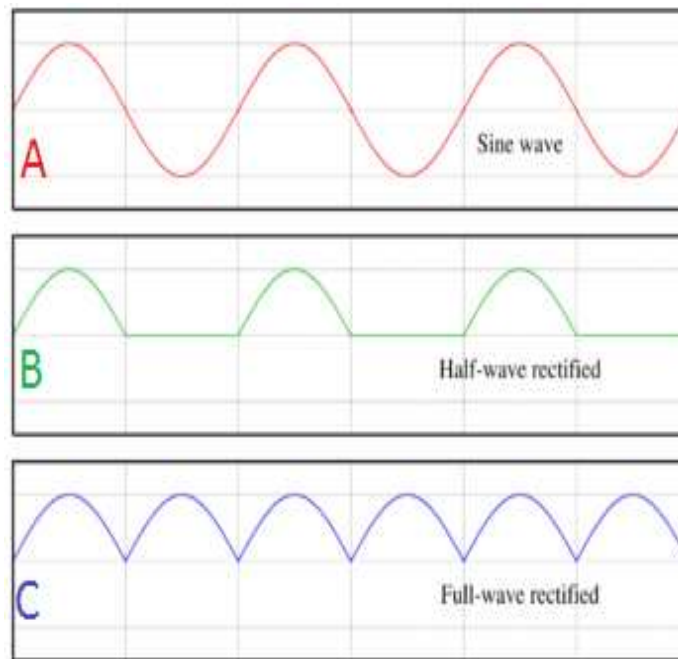 A
Sine wave
B
Half-wave rectified
C
Full-wave rectified